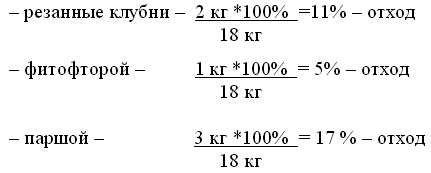 – резанные клубни – 2 кг *100% =11% – отход
18 кг
– фитофторой – 1 кг *100% = 5% – отход
18 кг
– паршой – 3 кг *100% = 17 % – отход
18 кг